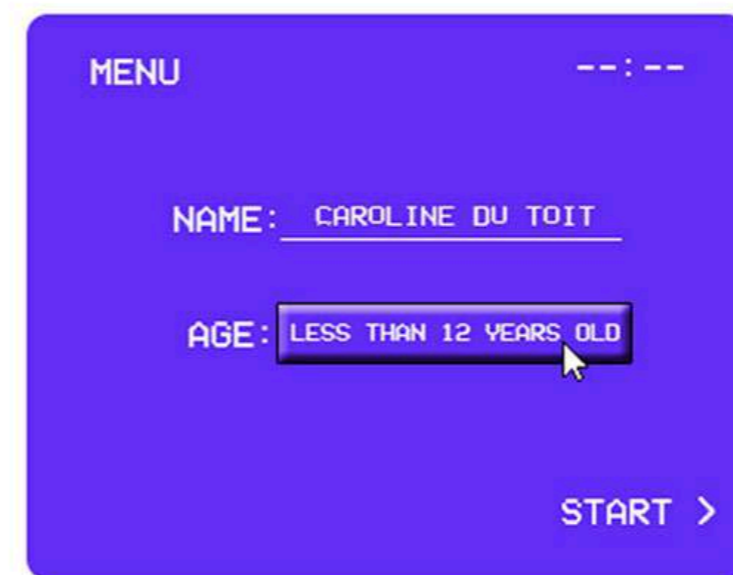 MENU --:--
NAME: CAROLINE DU TOIT
AGE: LESS THAN 12 YEARS OLD
START >